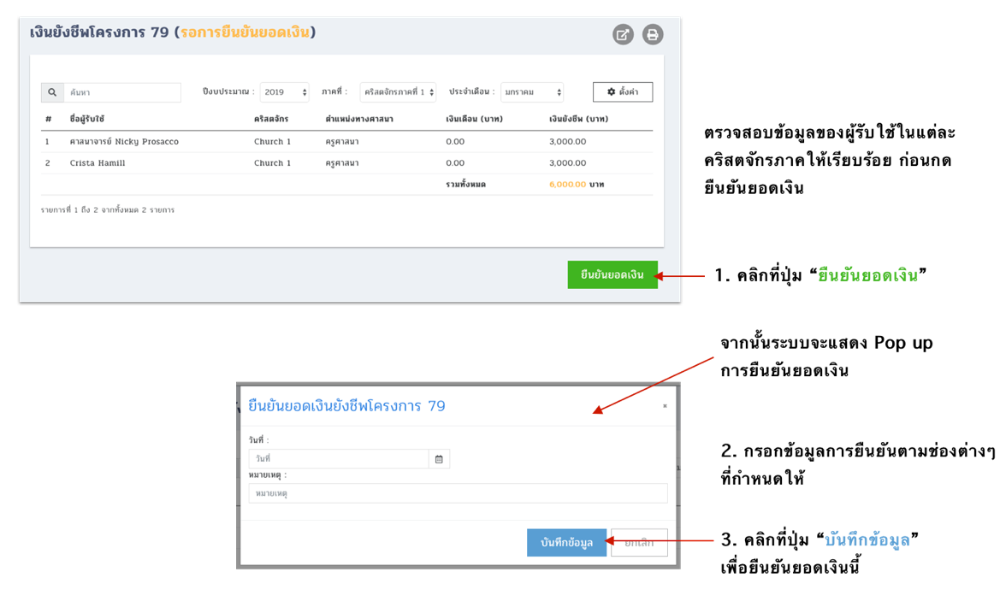 เงินยังชีพโครงการ 79 (รอการยืนยันยอดเงิน)
ค้นหา ปีงบประมาณ : 2019 ภาคที่ : คริสตจักรภาคที่ 1 ประจำเดือน : มกราคม ตั้งค่า
# ชื่อผู้รับใช้ คริสตจักร ตำแหน่งทางศาสนา เงินเดือน (บาท) เงินยังชีพ (บาท)
1 ศาสนาจารย์ Nicky Prosacco Church 1 ครูศาสนา 0.00 3,000.00
2 Crista Hamill Church 1 ครูศาสนา 0.00 3,000.00
รวมทั้งหมด 6,000.00 บาท
รายการที่ 1 ถึง 2 จากทั้งหมด 2 รายการ
ยืนยันยอดเงิน
ตรวจสอบข้อมูลของผู้รับใช้ในแต่ละ
คริสตจักรภาคให้เรียบร้อย ก่อนกด
ยืนยันยอดเงิน
1. คลิกที่ปุ่ม “ยืนยันยอดเงิน”
จากนั้นระบบจะแสดง Pop up
การยืนยันยอดเงิน
ยืนยันยอดเงินยังชีพโครงการ 79
×
วันที่ :
วันที่
หมายเหตุ :
หมายเหตุ
บันทึกข้อมูล ยกเลิก
2. กรอกข้อมูลการยืนยันตามช่องต่างๆ
ที่กำหนดให้
3. คลิกที่ปุ่ม “บันทึกข้อมูล”
เพื่อยืนยันยอดเงินนี้